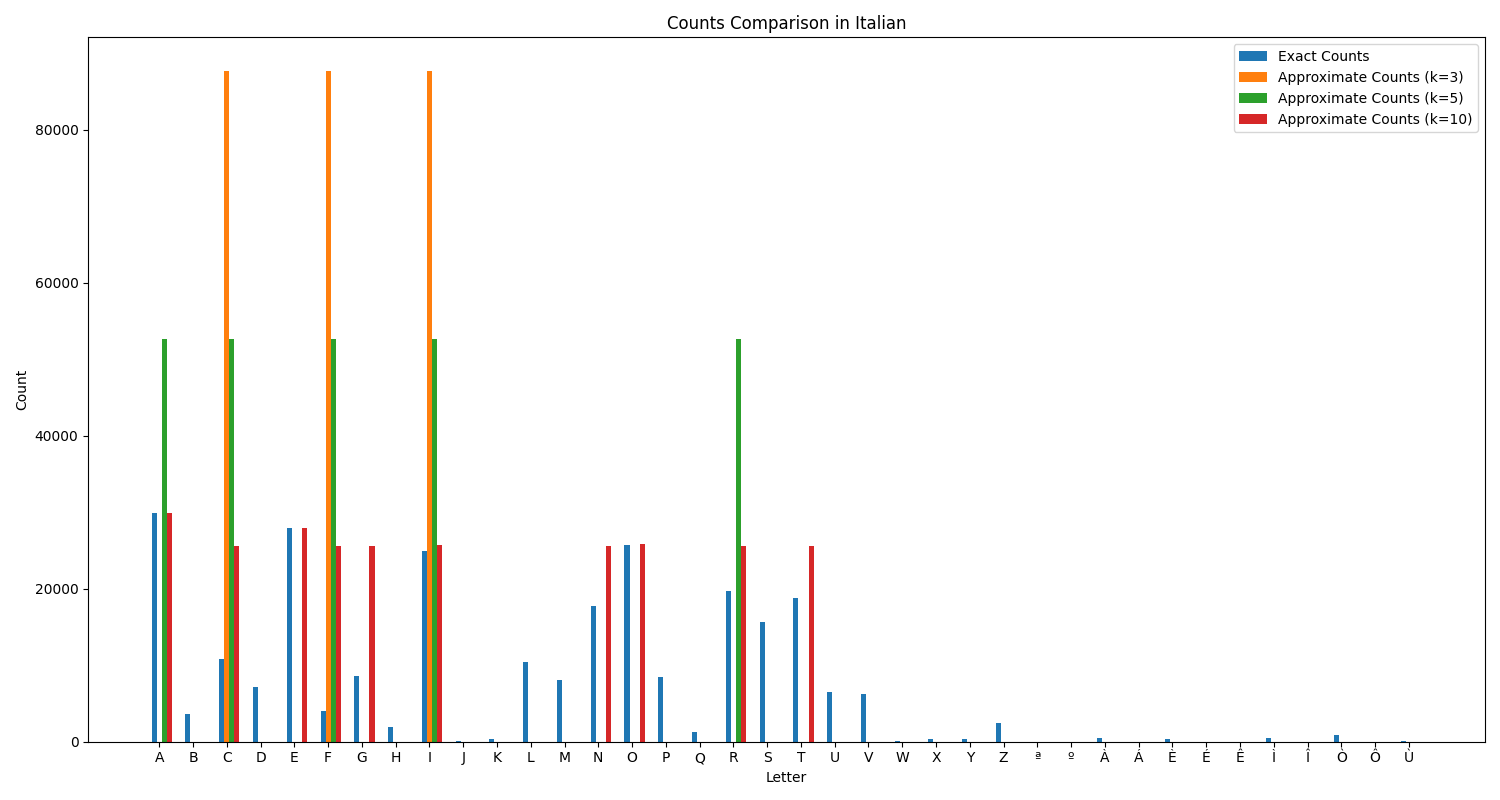 Counts Comparison in Italian
Exact Counts
Approximate Counts (k=3)
Approximate Counts (k=5)
Approximate Counts (k=10)
Count
80000
60000
40000
20000
0
A B C D E F G H I J K L M N O P Q R S T U V W X Y Z ª º À Á È É Ê Ì Î Ò Ô Ù
Letter